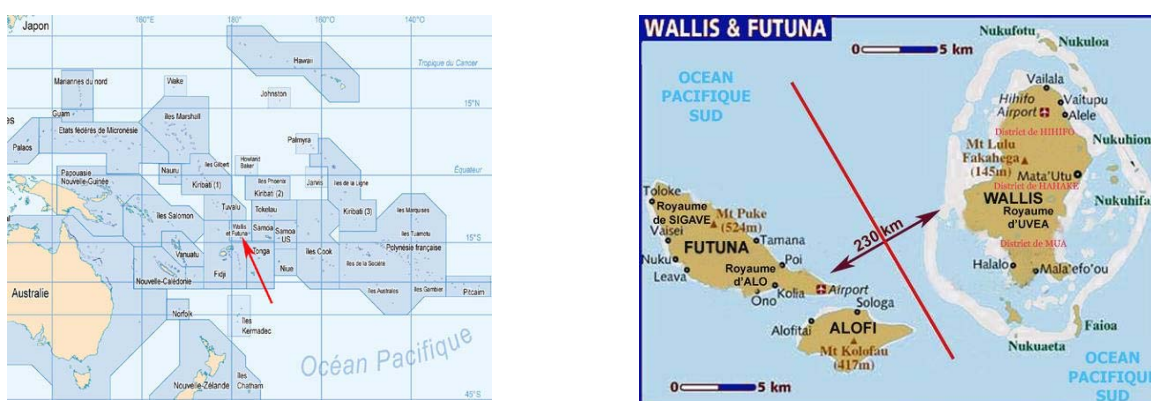 Japon
160°E
180°O
160°O
140°O
Hawaii
Tropique du Cancer
Mariannes du nord
Wake
Johnston
15°N
Guam
Iles Marshall
Etats fédérés de Micronésie
Palaos
Palmyra
Iles Gilbert
Howland
Baker
Équateur
Nauru
Kiribati (1)
Iles Phoenix
Kiribati (2)
Jarvis
Iles de la Ligne
Papouasie
Nouvelle-Guinée
Tuvalu
Tokelau
Kiribati (3)
Iles Marquises
Iles Salomon
Wallis
et Futuna
Samoa
Samoa
US
Iles Tuamotu
Polynésie française
15°S
Vanuatu
Tonga
Iles Cook
Iles de la Société
Nouvelle-Calédonie
Fidji
Niue
Australie
Iles Australes
Iles Gambier
Pitcairn
Norfolk
Iles
Kermadec
Océan Pacifique
Nouvelle-Zélande
Iles
Chatham
45°S
WALLIS & FUTUNA
0 5 km
OCEAN
PACIFIQUE
SUD
Nukufotu
Nukuloa
Vailala
Hihifo
Airport
Vaitupu
Alele
District de HIHIFO
Nukuhion
Mt Lulu
Fakahega
(145m)
Mata'Utu
District de HAHAKE
Nukuhifa
WALLIS
Royaume
d'UVEA
District de MUA
Halalo
Mala'efo'ou
Faioa
Nukuaeta
230 km
Toloke
Royaume
de SIGAVE
Mt Puke
(524m)
Vaisei
Tamana
FUTUNA
Nuku
Poi
Leava
Royaume
d'ALO
Kolia
Ono
Airport
Sologa
Alofitai
ALOFI
Mt Kolofau
(417m)
0 5 km
OCEAN
PACIFIQUE
SUD